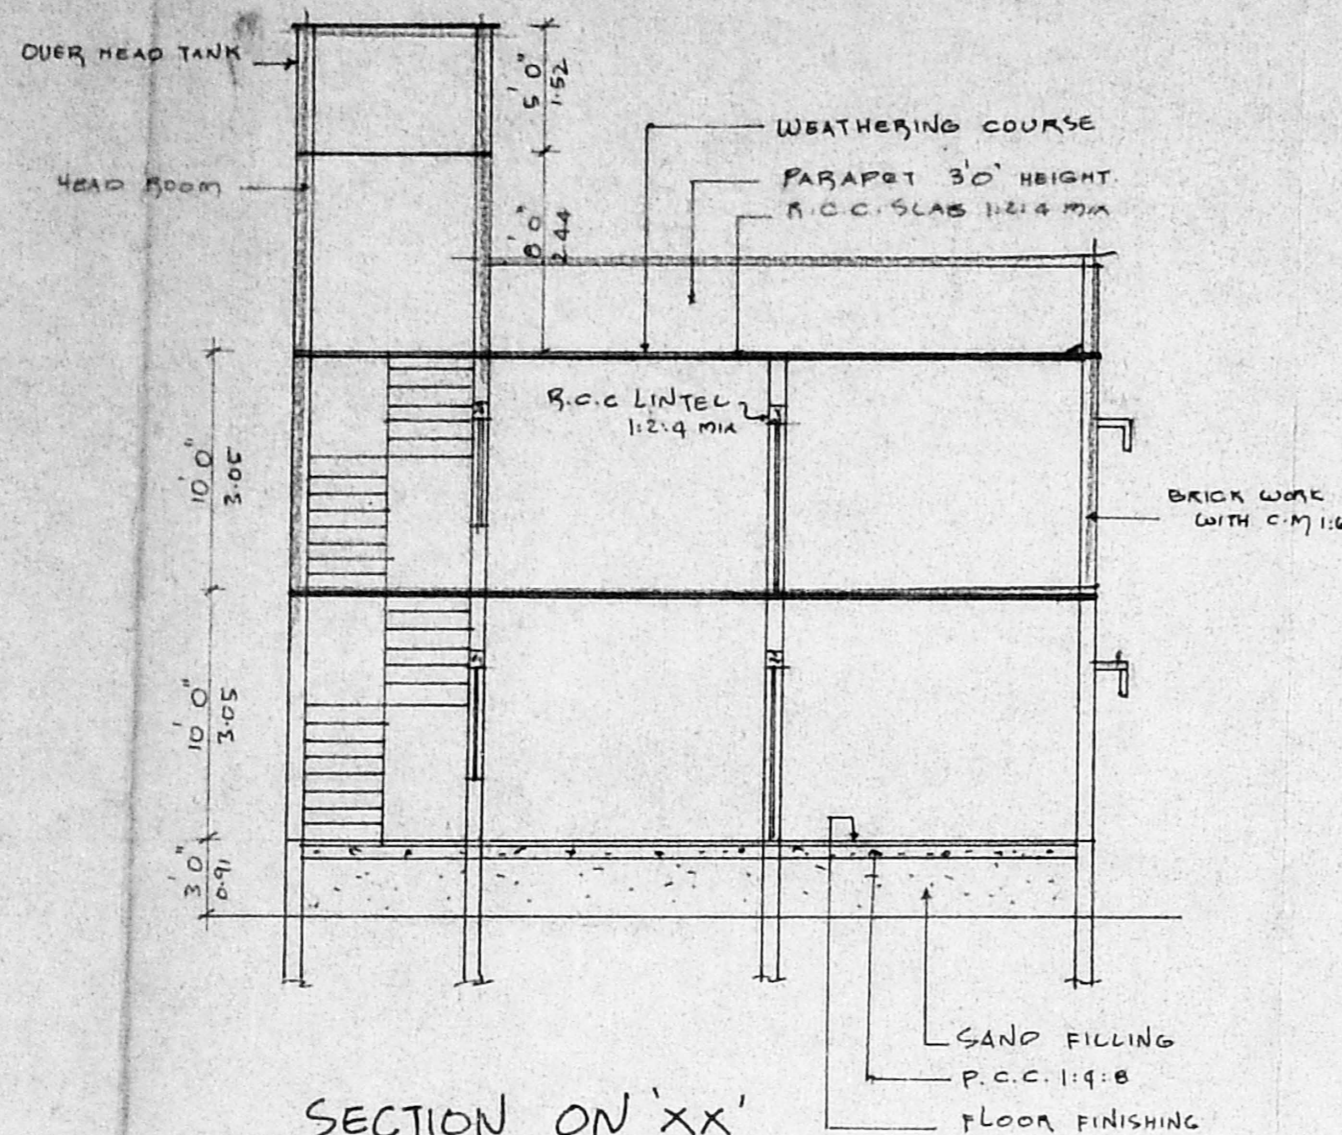 OVER HEAD TANK
5' 0"
1.52
WEATHERING COURSE
PARAPET 3'0" HEIGHT.
R.C.C. SLAB 1:2:4 MIX
HEAD ROOM
8' 0"
2.44
R.C.C LINTEL
1:2:4 MIX
10' 0"
3.05
BRICK WORK
WITH C.M 1:6
10' 0"
3.05
3' 0"
0.91
SAND FILLING
P.C.C. 1:4:8
FLOOR FINISHING
SECTION ON 'XX'